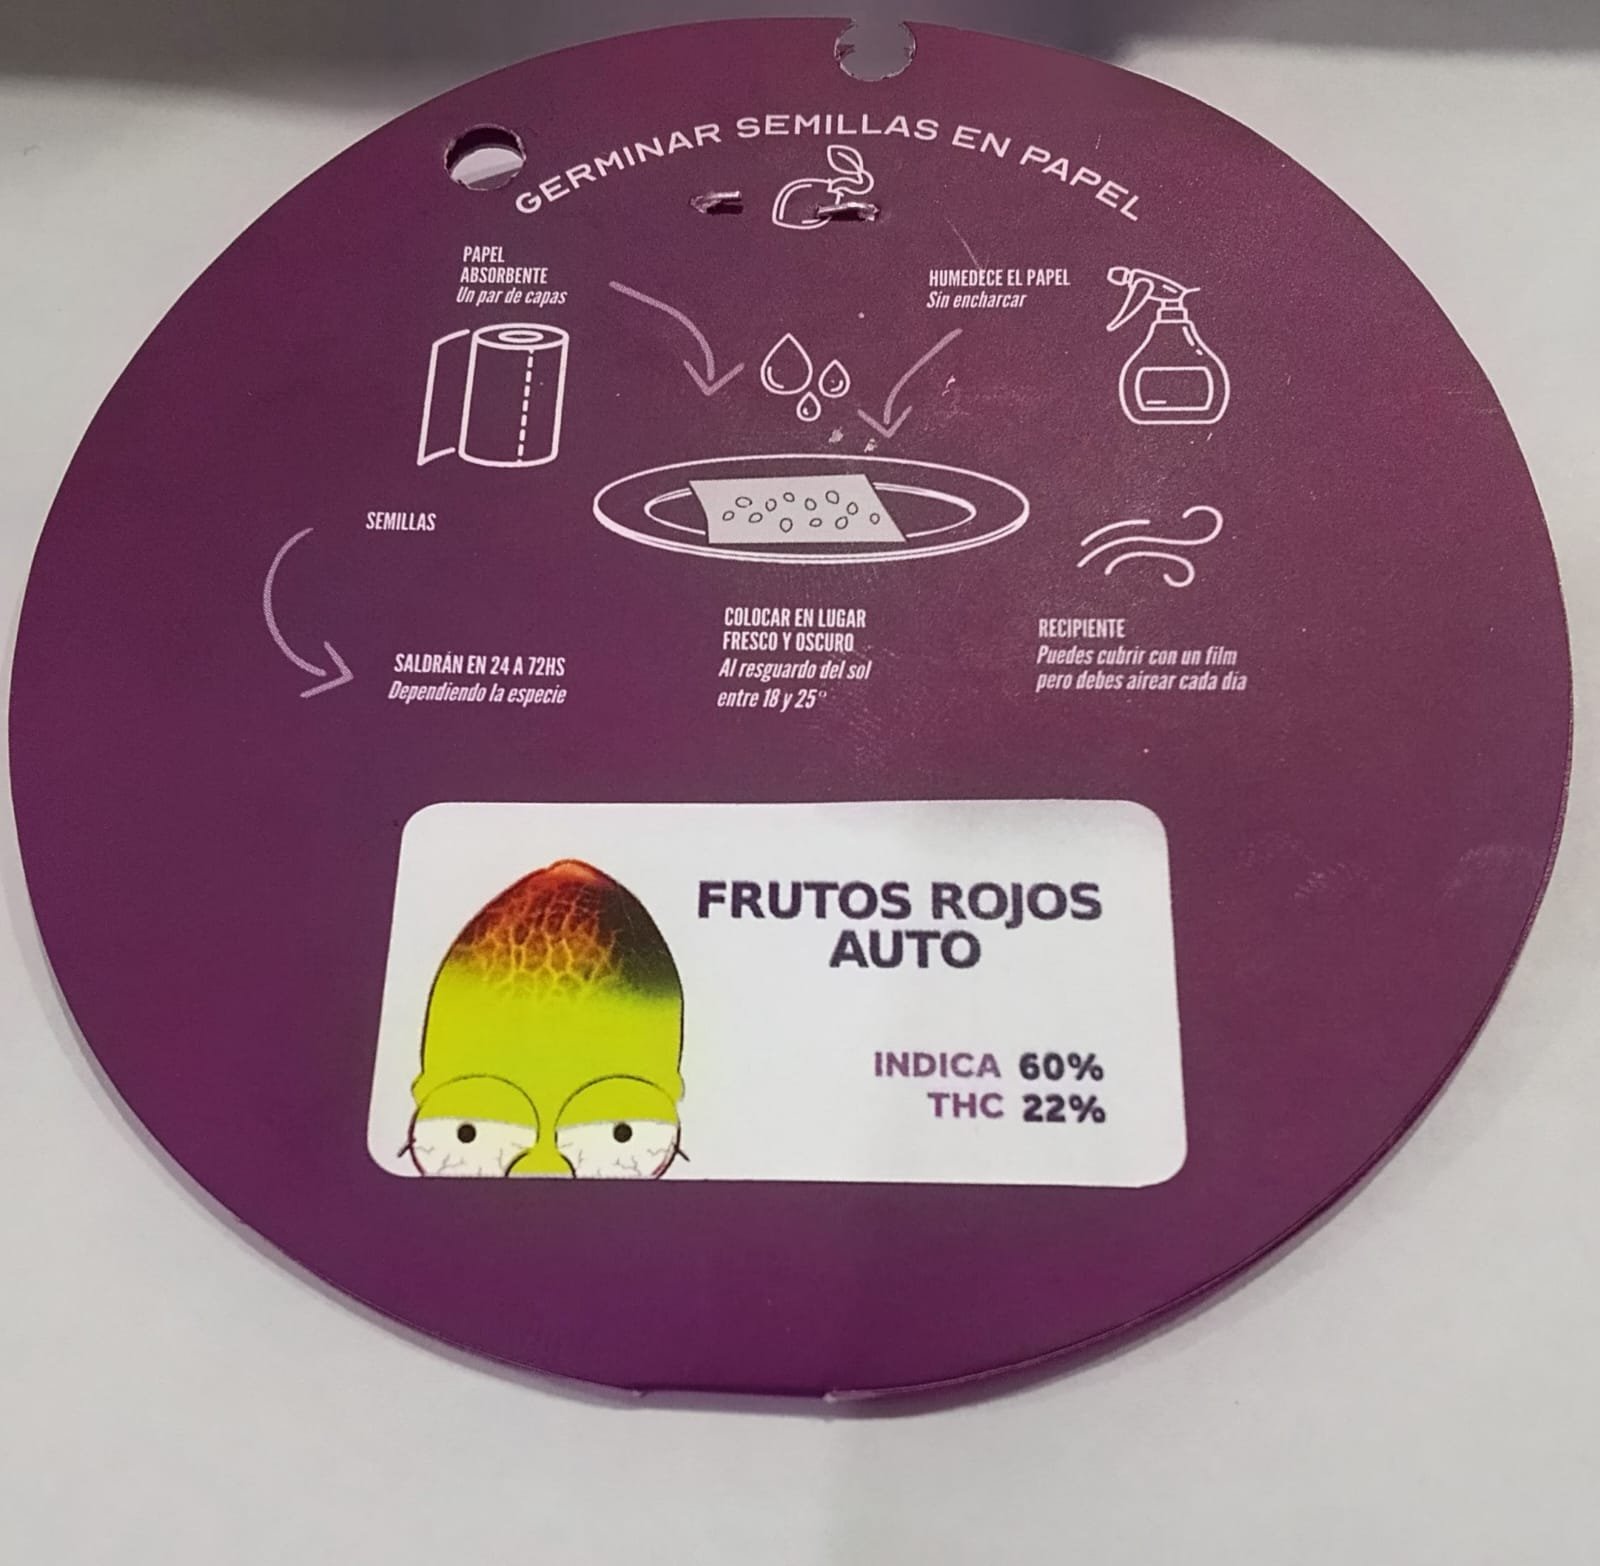 GERMINAR SEMILLAS EN PAPEL
PAPEL
ABSORBENTE
Un par de capas
HUMEDECE EL PAPEL
Sin encharcar
SEMILLAS
SALDRÁN EN 24 A 72HS
Dependiendo la especie
COLOCAR EN LUGAR
FRESCO Y OSCURO
Al resguardo del sol
entre 18 y 25°
RECIPIENTE
Puedes cubrir con un film
pero debes airear cada día
FRUTOS ROJOS
AUTO
INDICA 60%
THC 22%